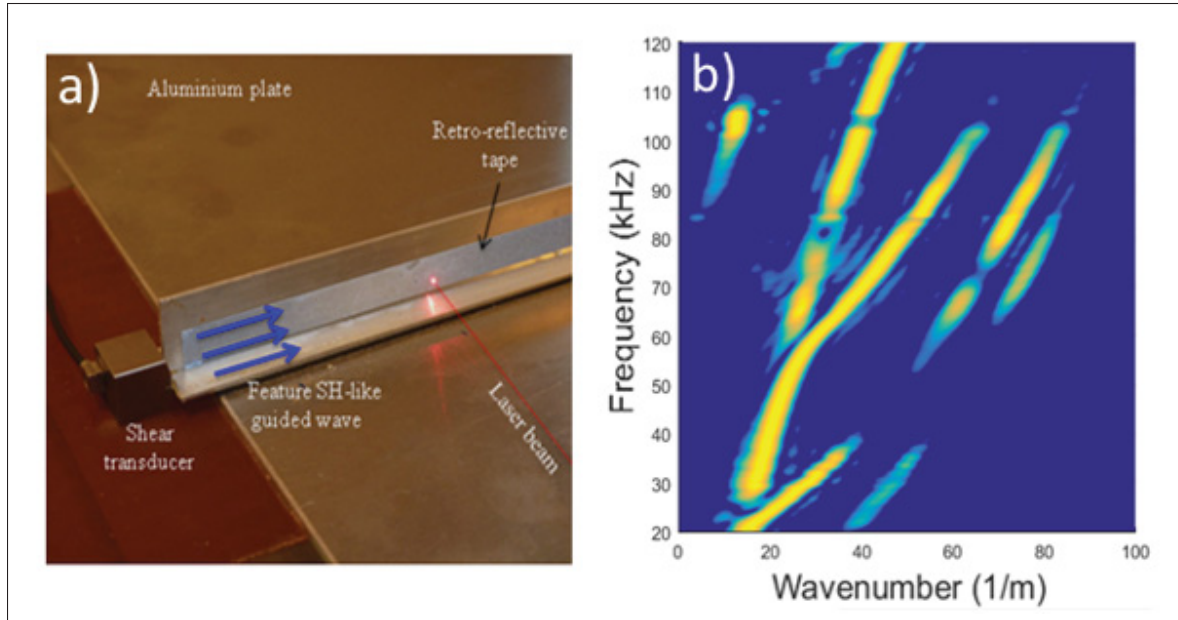 a)
Aluminium plate
Retro-reflective
tape
Feature SH-like
guided wave
Shear
transducer
Laser beam
b)
Frequency (kHz)
120
110
100
90
80
70
60
50
40
30
20
0
20
40
60
80
100
Wavenumber (1/m)